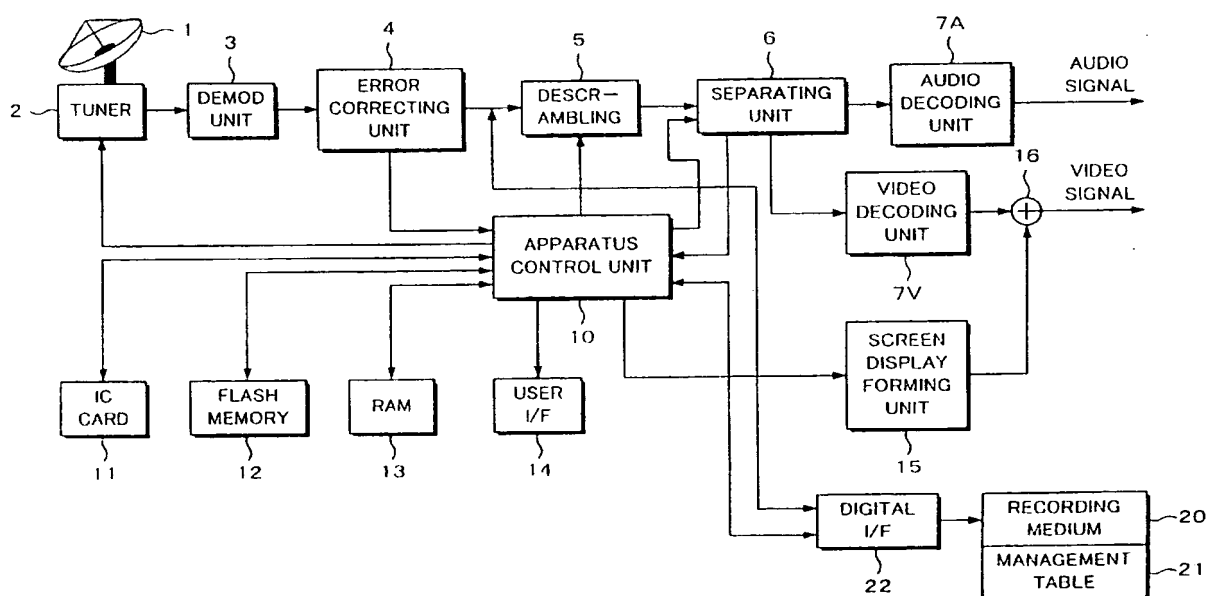 1
2
TUNER
3
DEMOD
UNIT
4
ERROR
CORRECTING
UNIT
5
DESCR-
AMBLING
6
SEPARATING
UNIT
7A
AUDIO
DECODING
UNIT
AUDIO
SIGNAL
VIDEO
DECODING
UNIT
7V
16
VIDEO
SIGNAL
APPARATUS
CONTROL UNIT
10
IC
CARD
11
FLASH
MEMORY
12
RAM
13
USER
I/F
14
SCREEN
DISPLAY
FORMING
UNIT
15
DIGITAL
I/F
22
RECORDING
MEDIUM
20
MANAGEMENT
TABLE
21